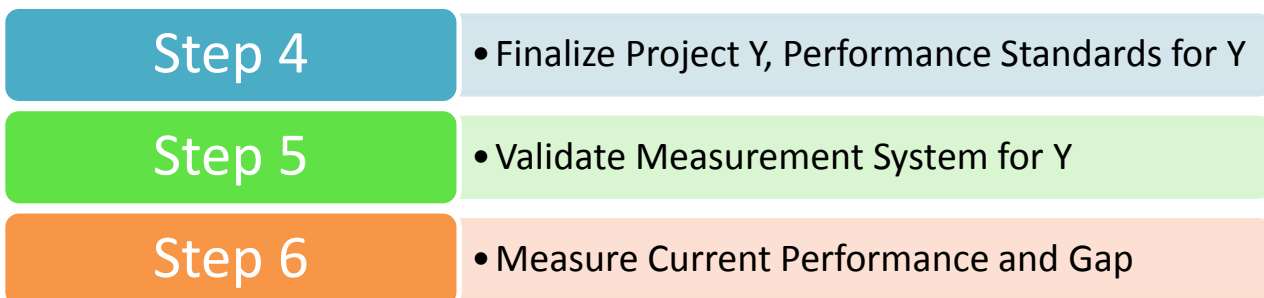 Step 4
• Finalize Project Y, Performance Standards for Y
Step 5
• Validate Measurement System for Y
Step 6
• Measure Current Performance and Gap